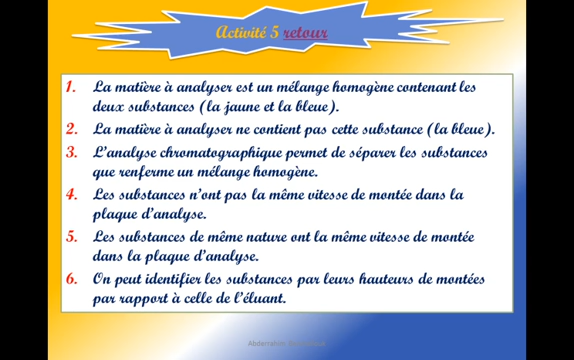 Activité 5 retour
1. La matière à analyser est un mélange homogène contenant les
deux substances (la jaune et la bleue).
2. La matière à analyser ne contient pas cette substance (la bleue).
3. L'analyse chromatographique permet de séparer les substances
que renferme un mélange homogène.
4. Les substances n'ont pas la même vitesse de montée dans la
plaque d'analyse.
5. Les substances de même nature ont la même vitesse de montée
dans la plaque d'analyse.
6. On peut identifier les substances par leurs hauteurs de montées
par rapport à celle de l'éluant.